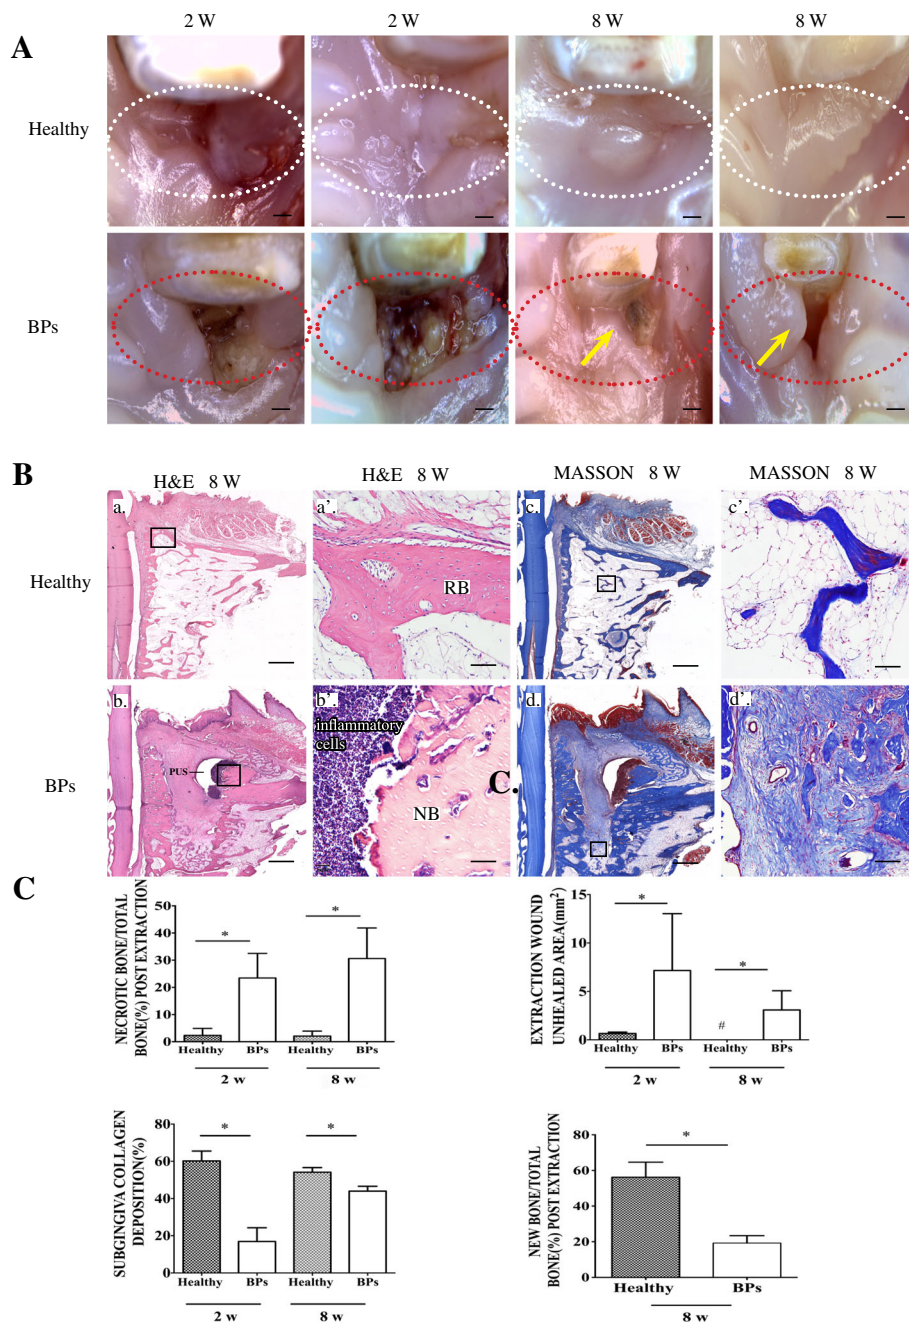 2 W 2 W 8 W 8 W
A
Healthy
BPs
B
H&E 8 W H&E 8 W MASSON 8 W MASSON 8 W
a. a'. c. c'.
Healthy
RB
b. b'. d. d'.
inflammatory
cells
PUS
C.
BPs
NB
C
NECROTIC BONE/TOTAL
BONE(%) POST EXTRACTION
50
40
30
20
10
0
* *
Healthy BPs Healthy BPs
2 w 8 w
EXTRACTION WOUND
UNHEALED AREA(mm²)
15
10
5
0
* *
#
Healthy BPs Healthy BPs
2 w 8 w
SUBGINGIVA COLLAGEN
DEPOSITION(%)
80
60
40
20
0
* *
Healthy BPs Healthy BPs
2 w 8 w
NEW BONE/TOTAL
BONE(%) POST EXTRACTION
80
60
40
20
0
*
Healthy BPs
8 w